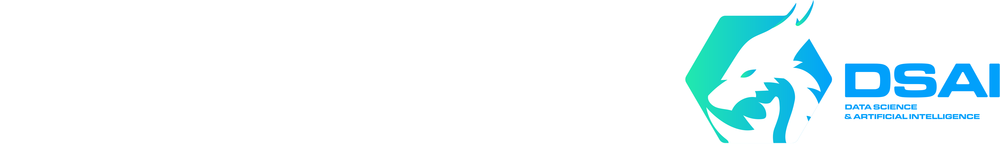 DSAI
DATA SCIENCE
& ARTIFICIAL INTELLIGENCE